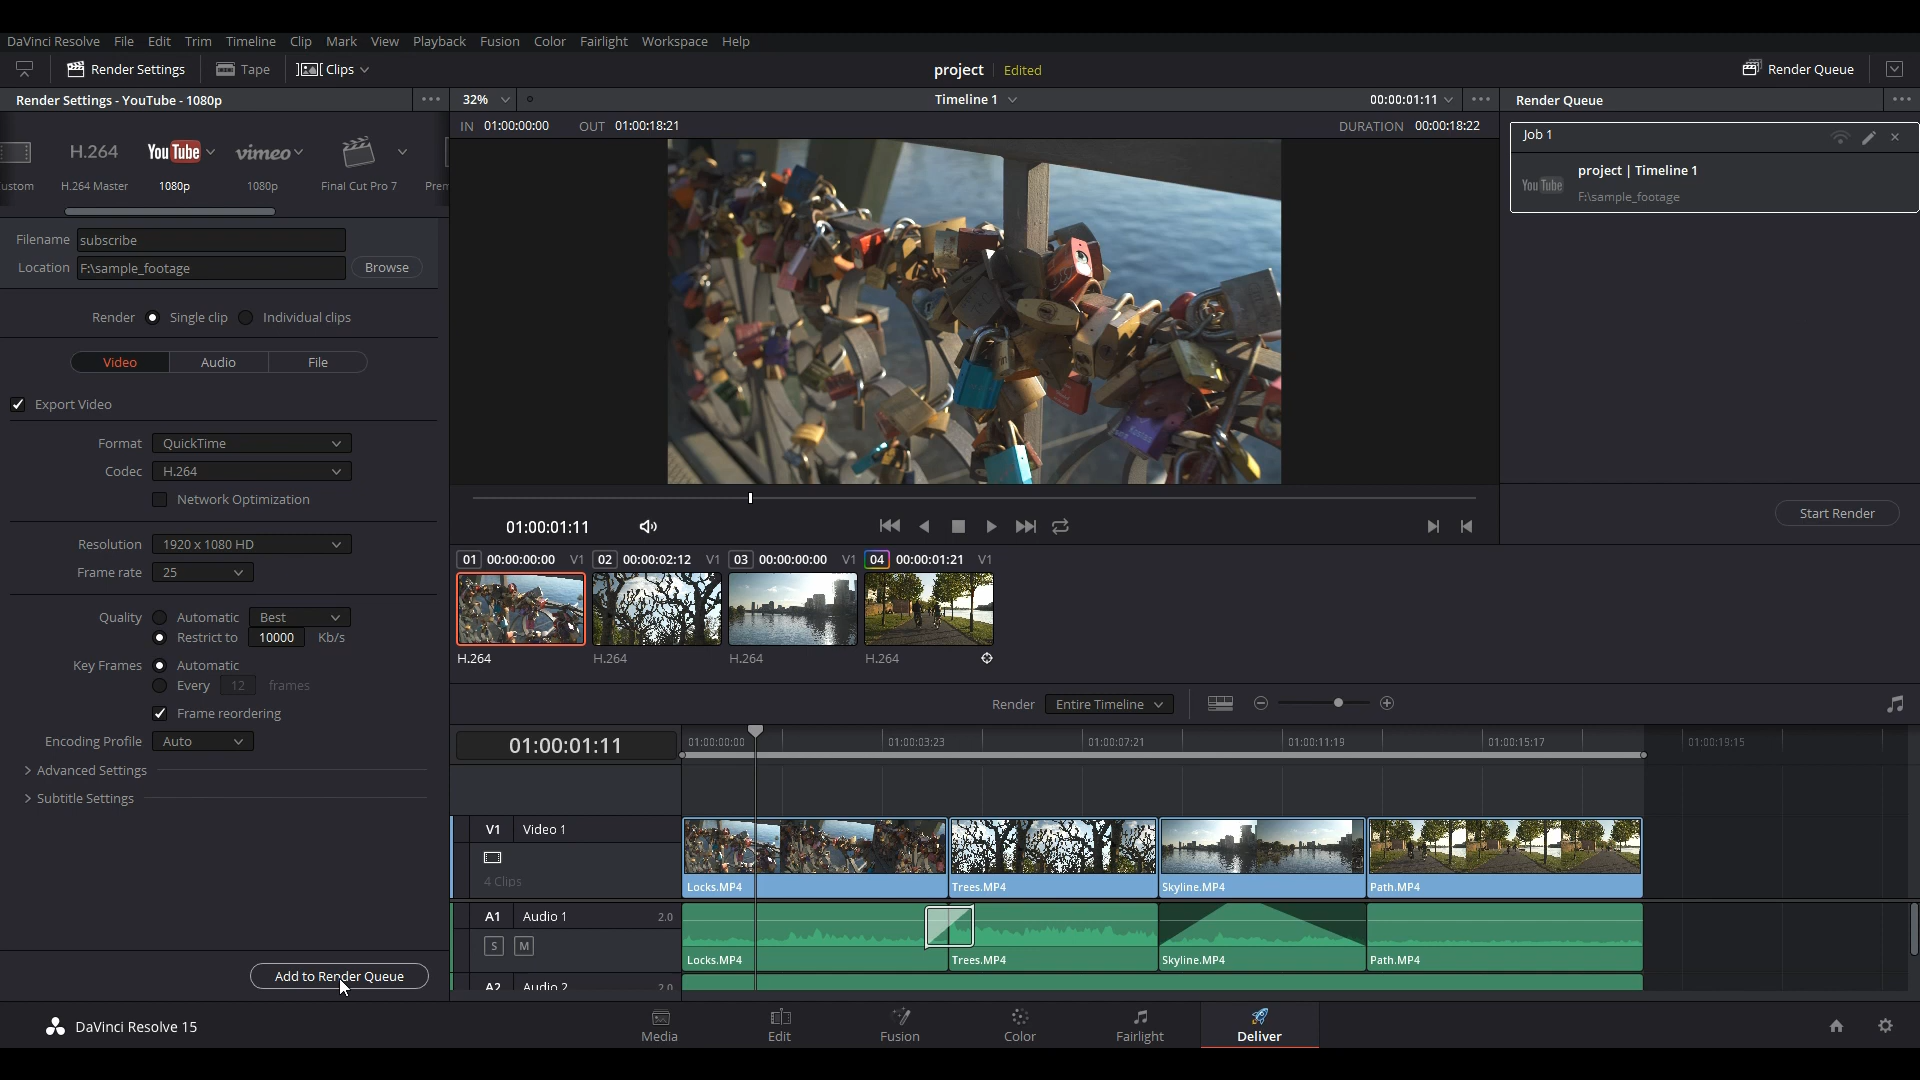 DaVinci Resolve File Edit Trim Timeline Clip Mark View Playback Fusion Color Fairlight Workspace Help
Render Settings Tape Clips project Edited Render Queue
Render Settings - YouTube - 1080p 32% Timeline 1 00:00:01:11 Render Queue
IN 01:00:00:00 OUT 01:00:18:21 DURATION 00:00:18:22
H.264 YouTube vimeo
ustom H.264 Master 1080p 1080p Final Cut Pro 7 Prem
Job 1
project | Timeline 1
YouTube
F:\sample_footage
Filename subscribe
Location F:\sample_footage Browse
Render Single clip Individual clips
Video Audio File
Export Video
Format QuickTime
Codec H.264
Network Optimization
Resolution 1920 x 1080 HD
Frame rate 25
Quality Automatic Best
Restrict to 10000 Kb/s
Key Frames Automatic
Every 12 frames
Frame reordering
Encoding Profile Auto
Advanced Settings
Subtitle Settings
Add to Render Queue
01:00:01:11
Start Render
01 00:00:00:00 V1 02 00:00:02:12 V1 03 00:00:00:00 V1 04 00:00:01:21 V1
H.264 H.264 H.264 H.264
Render Entire Timeline
01:00:01:11 01:00:00:00 01:00:03:23 01:00:07:21 01:00:11:19 01:00:15:17 01:00:19:15
V1 Video 1
4 Clips
Locks.MP4 Trees.MP4 Skyline.MP4 Path.MP4
A1 Audio 1 2.0
S M
Locks.MP4 Trees.MP4 Skyline.MP4 Path.MP4
A2 Audio 2 2.0
DaVinci Resolve 15 Media Edit Fusion Color Fairlight Deliver